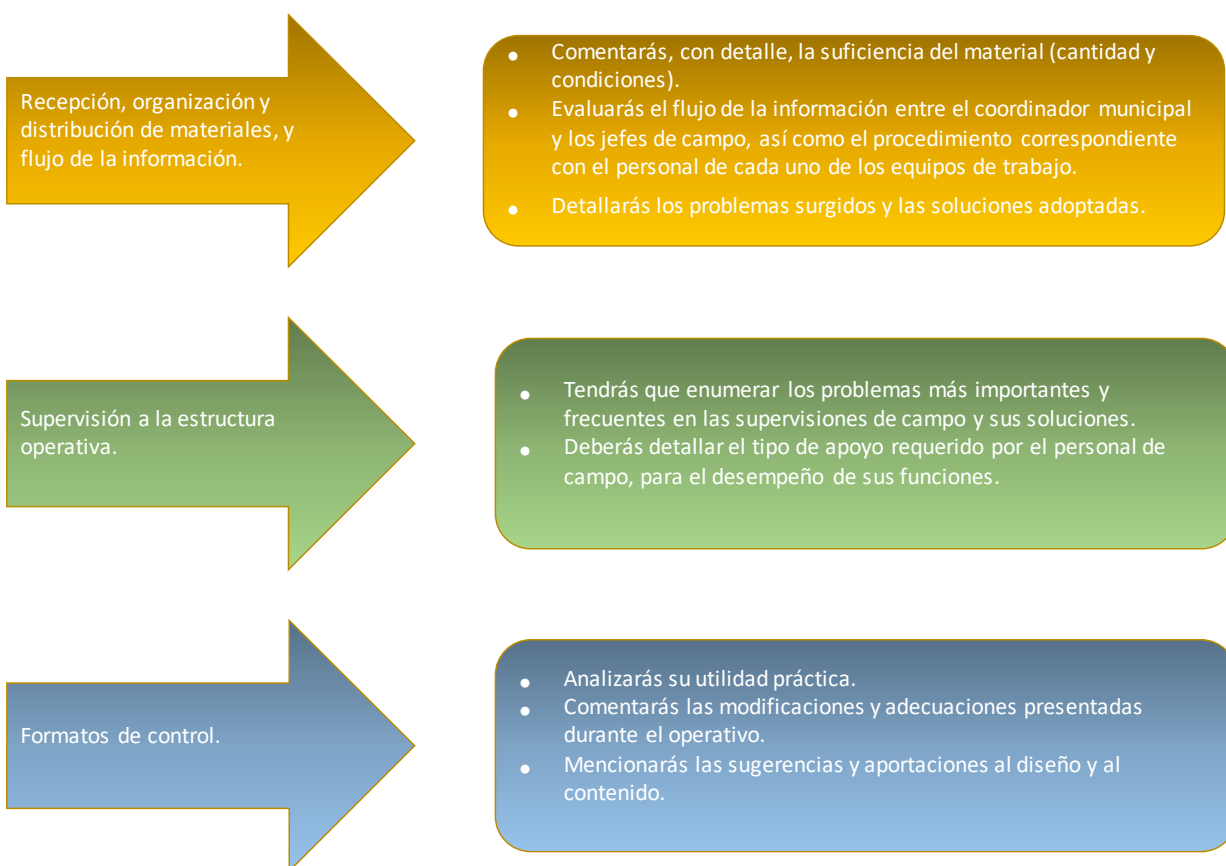 Recepción, organización y
distribución de materiales, y
flujo de la información.
• Comentarás, con detalle, la suficiencia del material (cantidad y
condiciones).
• Evaluarás el flujo de la información entre el coordinador municipal
y los jefes de campo, así como el procedimiento correspondiente
con el personal de cada uno de los equipos de trabajo.
• Detallarás los problemas surgidos y las soluciones adoptadas.
Supervisión a la estructura
operativa.
• Tendrás que enumerar los problemas más importantes y
frecuentes en las supervisiones de campo y sus soluciones.
• Deberás detallar el tipo de apoyo requerido por el personal de
campo, para el desempeño de sus funciones.
Formatos de control.
• Analizarás su utilidad práctica.
• Comentarás las modificaciones y adecuaciones presentadas
durante el operativo.
• Mencionarás las sugerencias y aportaciones al diseño y al
contenido.